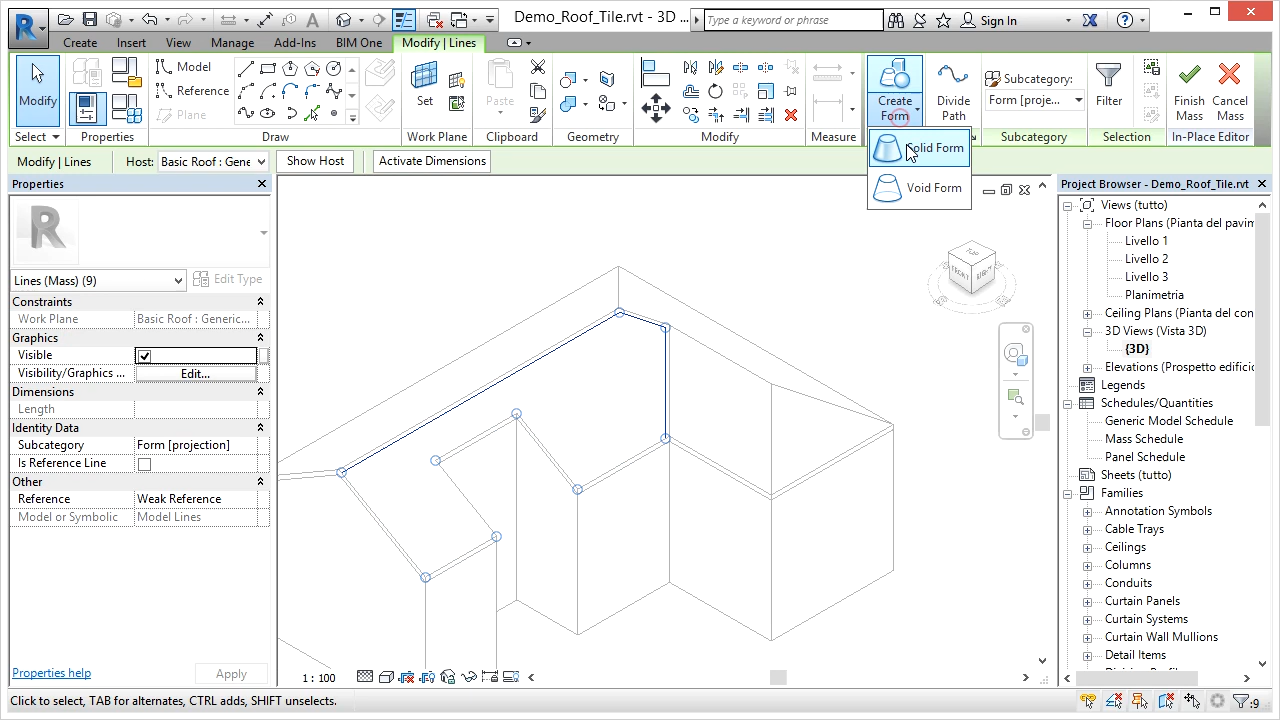 Demo_Roof_Tile.rvt - 3D ...
Type a keyword or phrase
Sign In
Create
Insert
View
Manage
Add-Ins
BIM One
Modify | Lines
Modify
Model
Reference
Plane
Set
Paste
Create
Form
Divide
Path
Subcategory:
Form [proje...
Filter
Finish
Mass
Cancel
Mass
Select
Properties
Draw
Work Plane
Clipboard
Geometry
Modify
Measure
Subcategory
Selection
In-Place Editor
Solid Form
Void Form
Modify | Lines
Host:
Basic Roof : Gene
Show Host
Activate Dimensions
Properties
Lines (Mass) (9)
Edit Type
Constraints
Work Plane
Basic Roof : Generic...
Graphics
Visible
Visibility/Graphics ...
Edit...
Dimensions
Length
Identity Data
Subcategory
Form [projection]
Is Reference Line
Other
Reference
Weak Reference
Model or Symbolic
Model Lines
Properties help
Apply
TOP
FRONT
RIGHT
1 : 100
Project Browser - Demo_Roof_Tile.rvt
Views (tutto)
Floor Plans (Pianta del pavim
Livello 1
Livello 2
Livello 3
Planimetria
Ceiling Plans (Pianta del con
3D Views (Vista 3D)
{3D}
Elevations (Prospetto edificio
Legends
Schedules/Quantities
Generic Model Schedule
Mass Schedule
Panel Schedule
Sheets (tutto)
Families
Annotation Symbols
Cable Trays
Ceilings
Columns
Conduits
Curtain Panels
Curtain Systems
Curtain Wall Mullions
Detail Items
Click to select, TAB for alternates, CTRL adds, SHIFT unselects.
:9